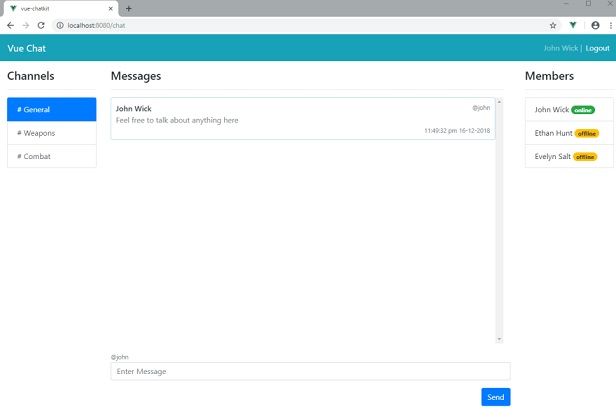 vue-chatkit
localhost:8080/chat
Vue Chat
John Wick | Logout
Channels
# General
# Weapons
# Combat
Messages
John Wick
@john
Feel free to talk about anything here
11:49:32 pm 16-12-2018
@john
Enter Message
Send
Members
John Wick online
Ethan Hunt offline
Evelyn Salt offline